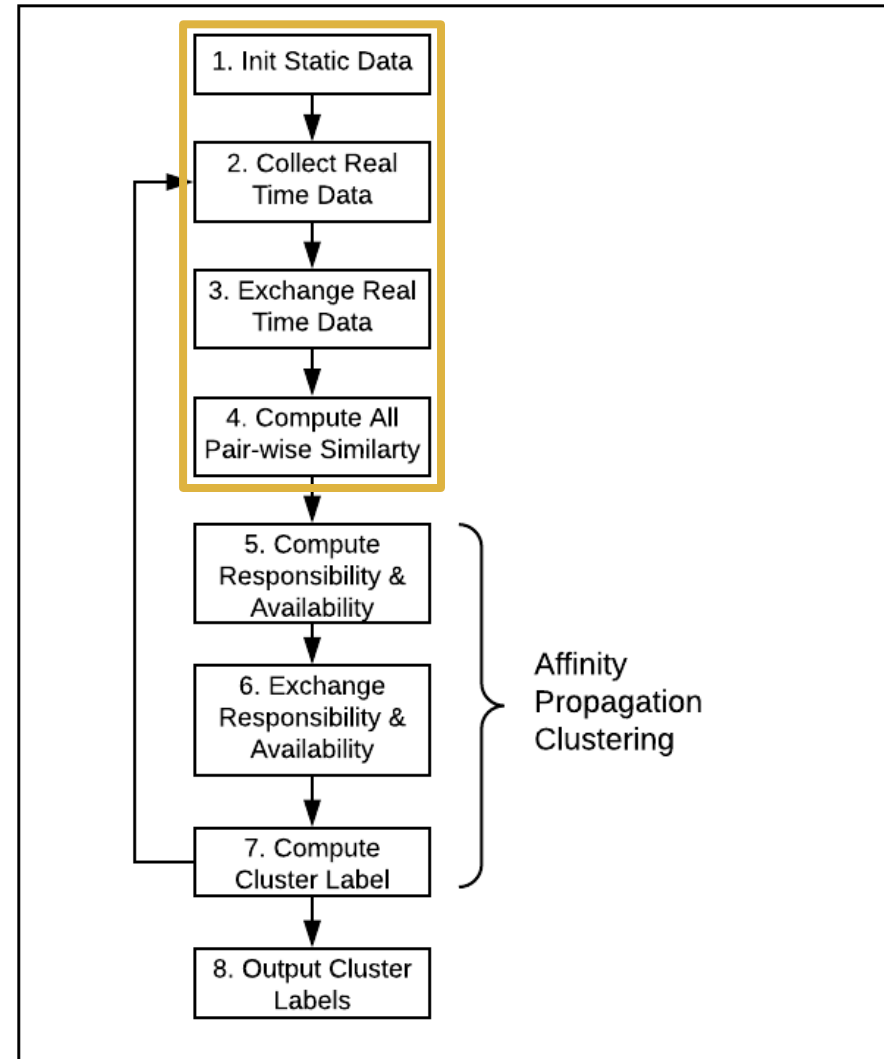 1. Init Static Data
2. Collect Real
Time Data
3. Exchange Real
Time Data
4. Compute All
Pair-wise Similarty
5. Compute
Responsibility &
Availability
6. Exchange
Responsibility &
Availability
7. Compute
Cluster Label
8. Output Cluster
Labels
Affinity
Propagation
Clustering